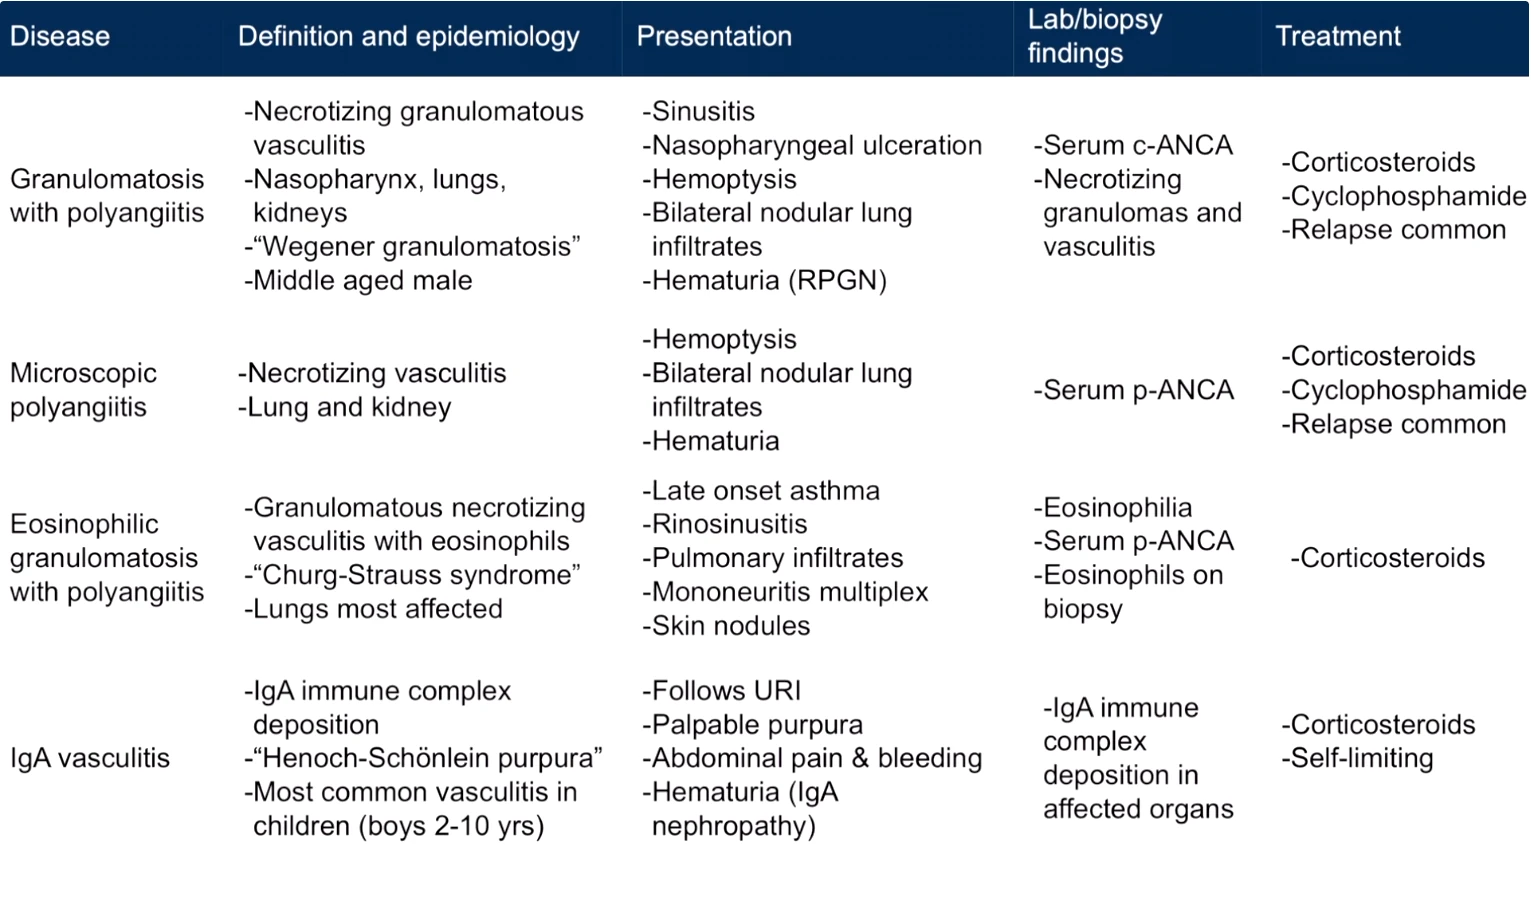 Disease
Definition and epidemiology
Presentation
Lab/biopsy
findings
Treatment
Granulomatosis
with polyangiitis
-Necrotizing granulomatous
vasculitis
-Nasopharynx, lungs,
kidneys
-“Wegener granulomatosis”
-Middle aged male
-Sinusitis
-Nasopharyngeal ulceration
-Hemoptysis
-Bilateral nodular lung
infiltrates
-Hematuria (RPGN)
-Serum c-ANCA
-Necrotizing
granulomas and
vasculitis
-Corticosteroids
-Cyclophosphamide
-Relapse common
Microscopic
polyangiitis
-Necrotizing vasculitis
-Lung and kidney
-Hemoptysis
-Bilateral nodular lung
infiltrates
-Hematuria
-Serum p-ANCA
-Corticosteroids
-Cyclophosphamide
-Relapse common
Eosinophilic
granulomatosis
with polyangiitis
-Granulomatous necrotizing
vasculitis with eosinophils
-“Churg-Strauss syndrome”
-Lungs most affected
-Late onset asthma
-Rinosinusitis
-Pulmonary infiltrates
-Mononeuritis multiplex
-Skin nodules
-Eosinophilia
-Serum p-ANCA
-Eosinophils on
biopsy
-Corticosteroids
IgA vasculitis
-IgA immune complex
deposition
-“Henoch-Schönlein purpura”
-Most common vasculitis in
children (boys 2-10 yrs)
-Follows URI
-Palpable purpura
-Abdominal pain & bleeding
-Hematuria (IgA
nephropathy)
-IgA immune
complex
deposition in
affected organs
-Corticosteroids
-Self-limiting